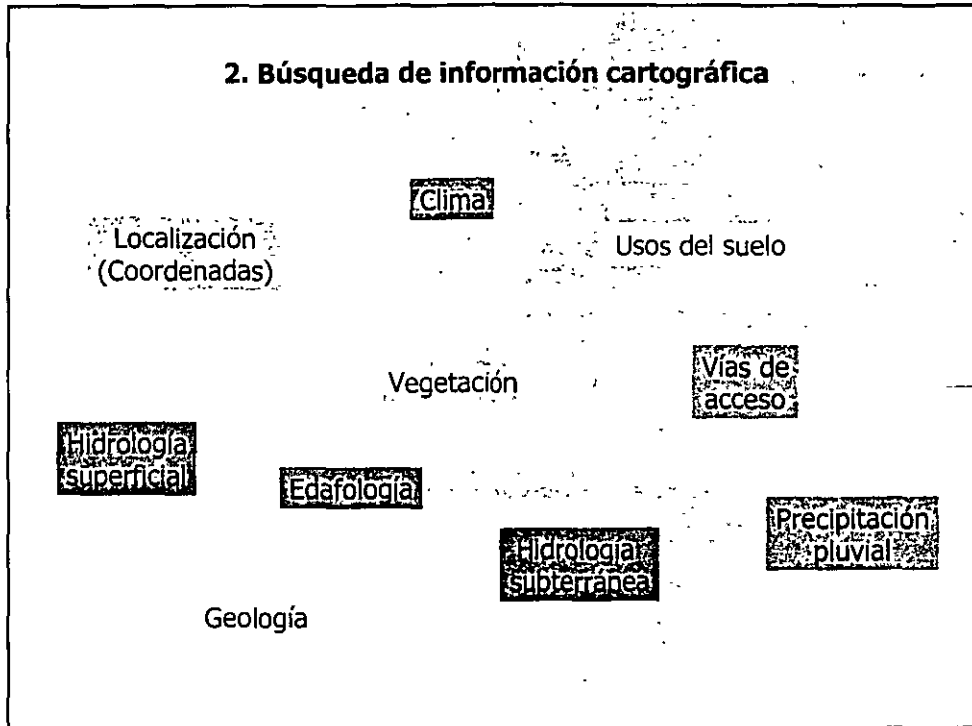 2. Búsqueda de información cartográfica
Clima
Localización
(Coordenadas)
Usos del suelo
Vegetación
Vías de
acceso
Hidrología
superficial
Edafología
Hidrología
subterránea
Precipitación
pluvial
Geología